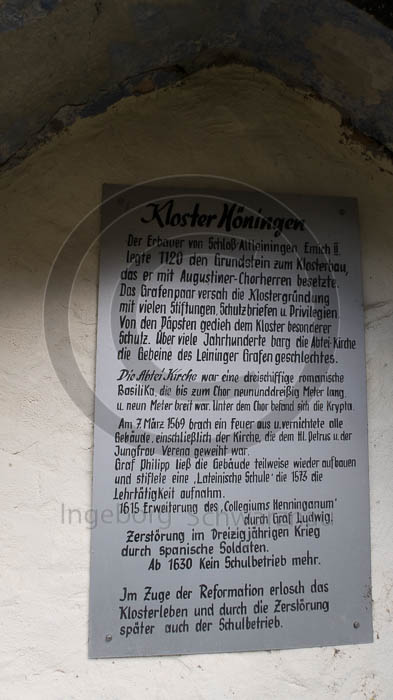 Kloster Höningen
Der Erbauer von Schloß Altleiningen, Emich II.
legte 1120 den Grundstein zum Klosterbau,
das er mit Augustiner-Chorherren besetzte.
Das Grafenpaar versah die Klostergründung
mit vielen Stiftungen, Schutzbriefen u. Privilegien.
Von den Päpsten gedieh dem Kloster besonderer
Schutz. Über viele Jahrhunderte barg die Abtei-Kirche
die Gebeine des Leininger Grafengeschlechtes.
Die Abtei-Kirche war eine dreischiffige romanische
Basilika, die bis zum Chor neununddreißig Meter lang
u. neun Meter breit war. Unter dem Chor befand sich die Krypta.
Am 7. März 1569 brach ein Feuer aus u. vernichtete alle
Gebäude, einschließlich der Kirche, die dem Hl. Petrus u. der
Jungfrau Verena geweiht war.
Graf Philipp ließ die Gebäude teilweise wieder aufbauen
und stiftete eine „Lateinische Schule" die 1573 die
Lehrtätigkeit aufnahm.
1615 Erweiterung des „Collegiums Henninganum"
durch Graf Ludwig.
Zerstörung im Dreizigjährigen Krieg
durch spanische Soldaten.
Ab 1630 Kein Schulbetrieb mehr.
Im Zuge der Reformation erlosch das
Klosterleben und durch die Zerstörung
später auch der Schulbetrieb.